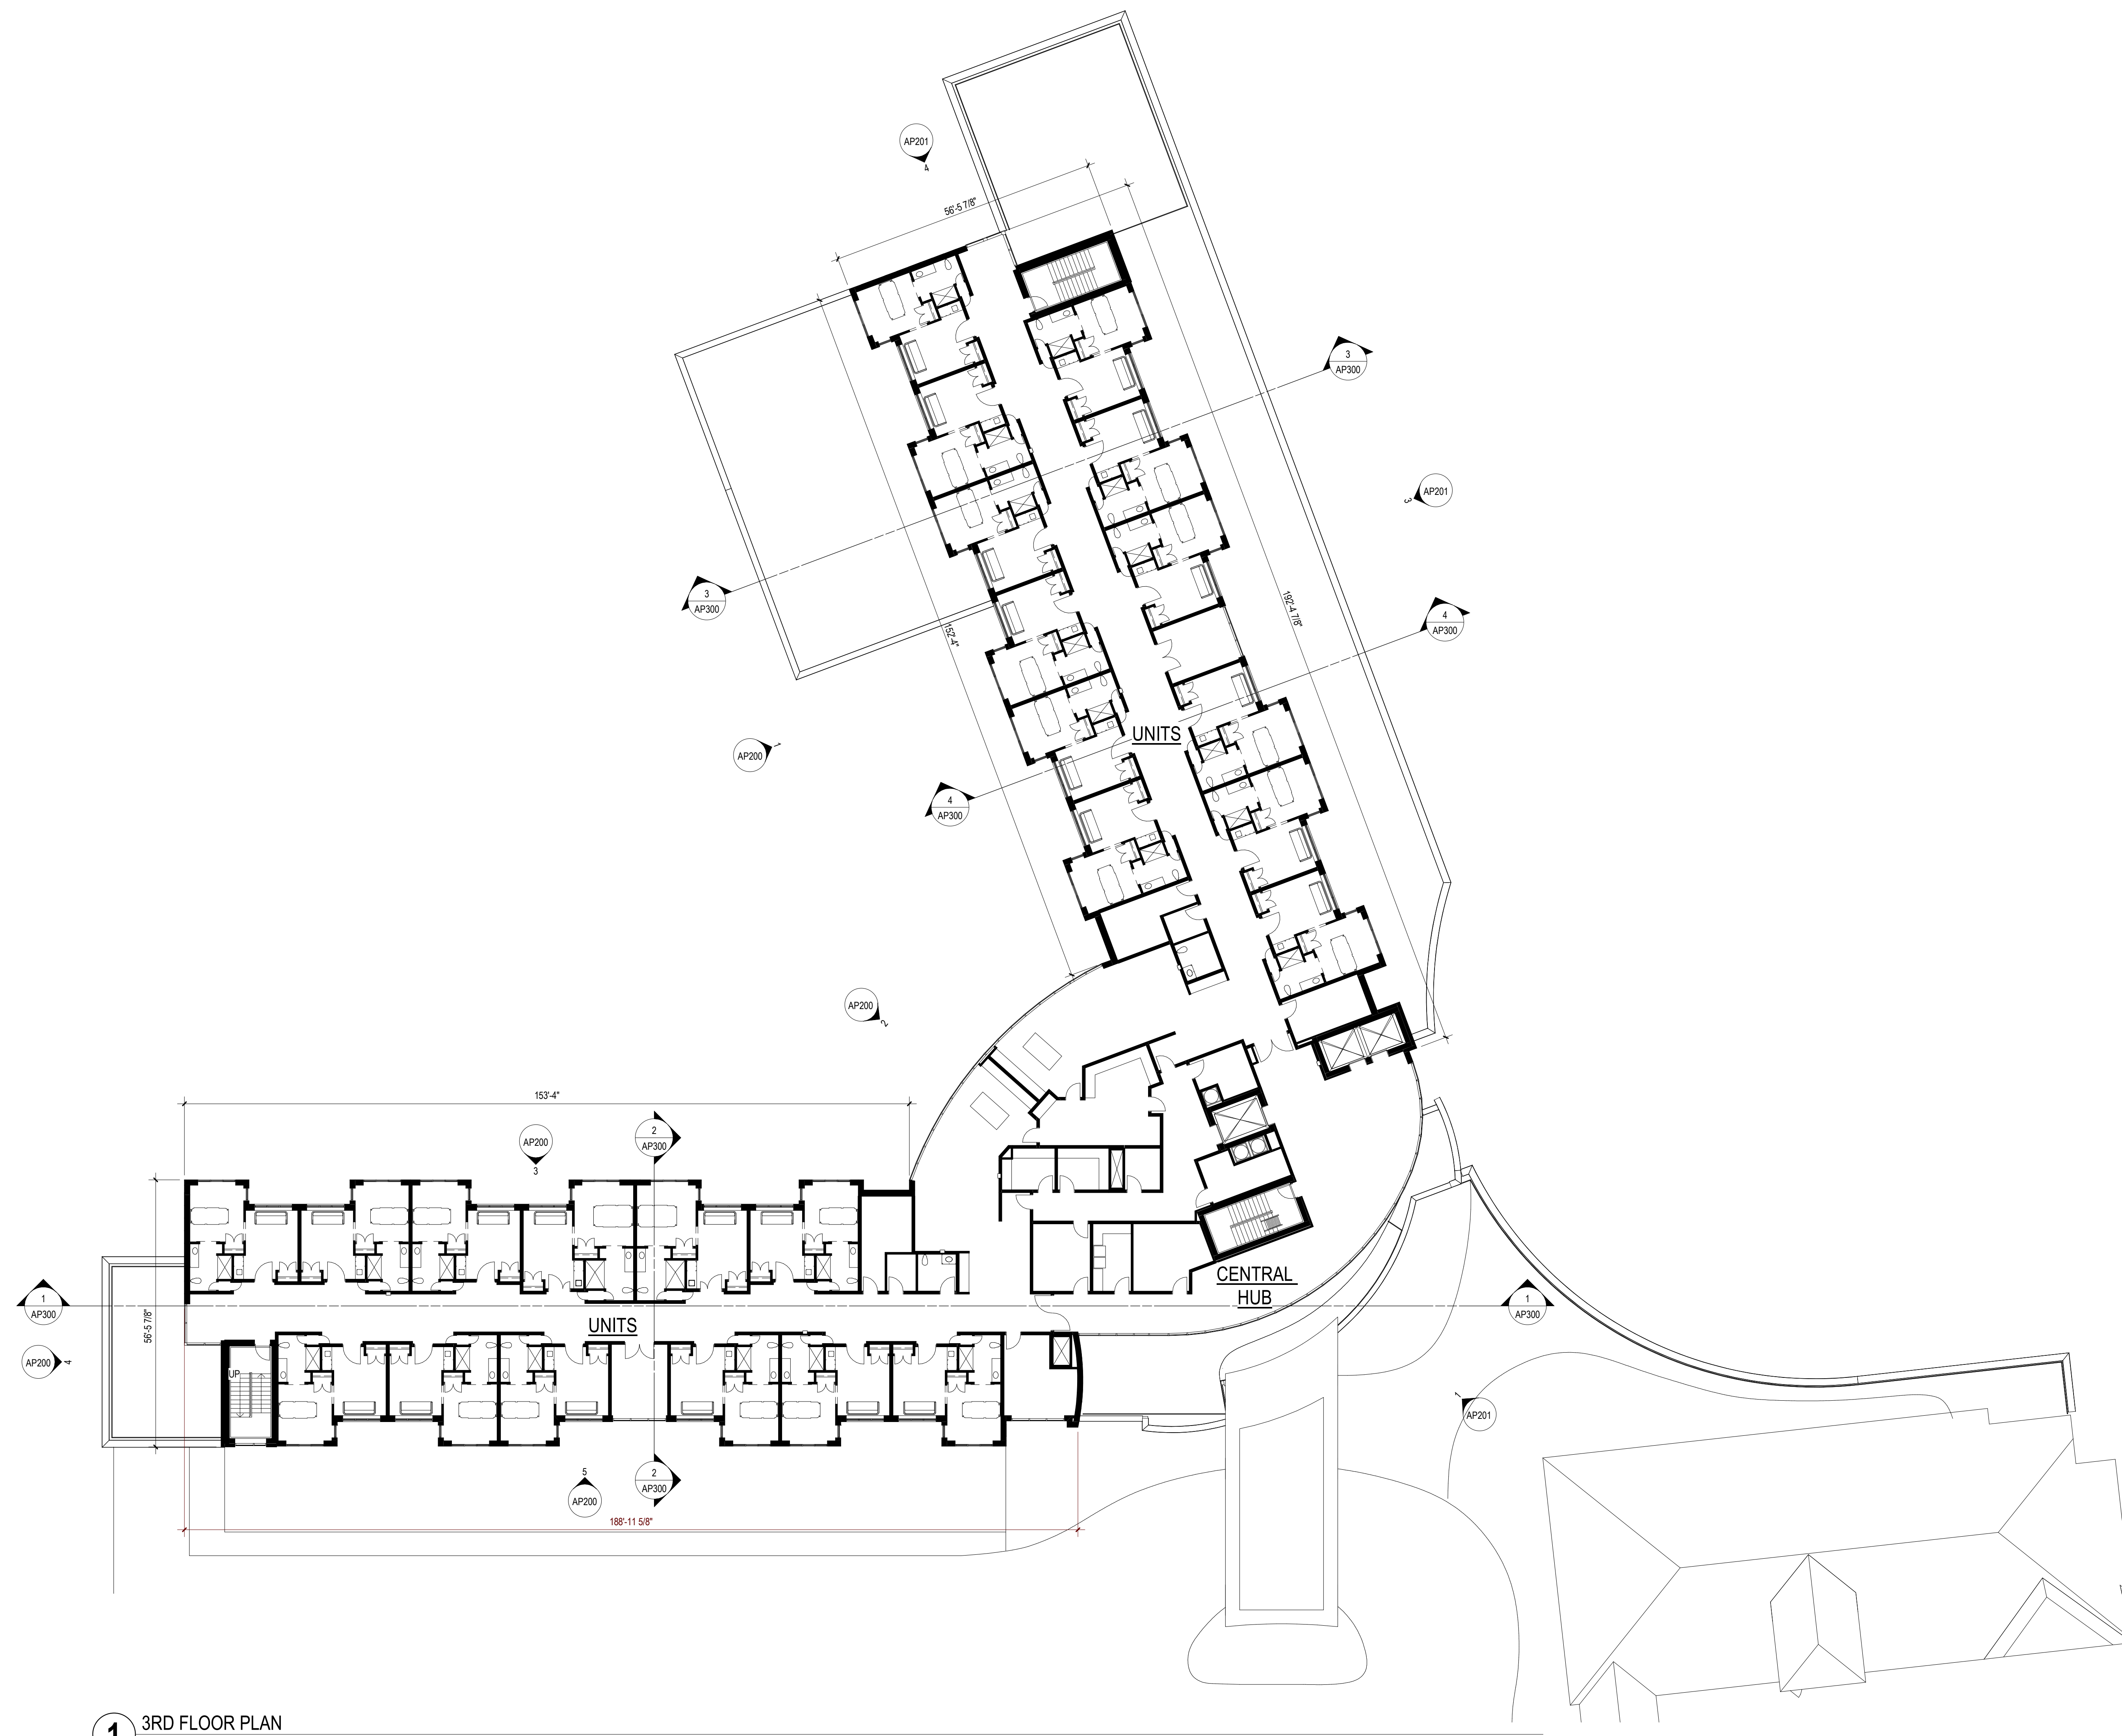 AP201
4
56'-5 7/8"
3
AP300
AP201
3
3
AP300
192'-4 7/8"
4
AP300
152'-4"
UNITS
AP200
1
4
AP300
AP200
2
153'-4"
2
AP300
AP200
3
CENTRAL
HUB
1
AP300
1
AP300
56'-5 7/8"
UNITS
AP200
4
UP
AP201
1
5
AP200
2
AP300
188'-11 5/8"
1
3RD FLOOR PLAN